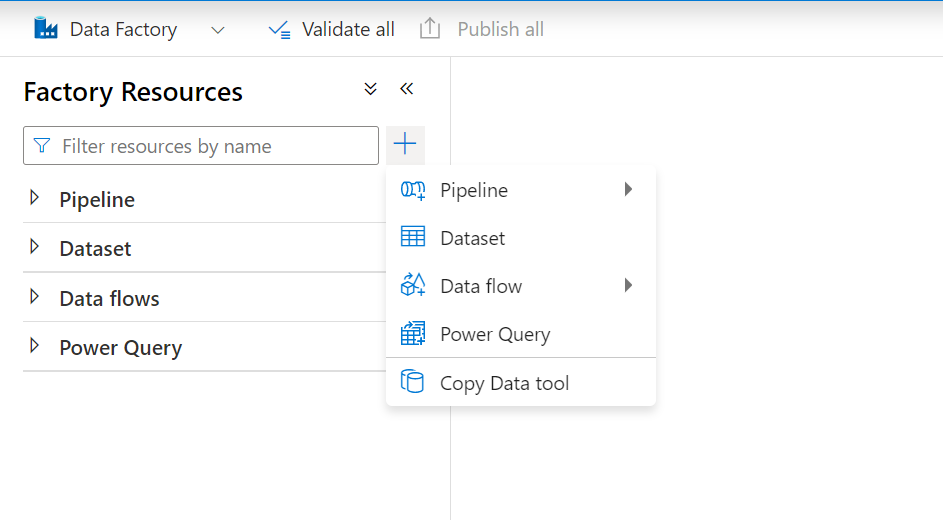 Data Factory
Validate all
Publish all
Factory Resources
Filter resources by name
Pipeline
Dataset
Data flows
Power Query
Pipeline
Dataset
Data flow
Power Query
Copy Data tool